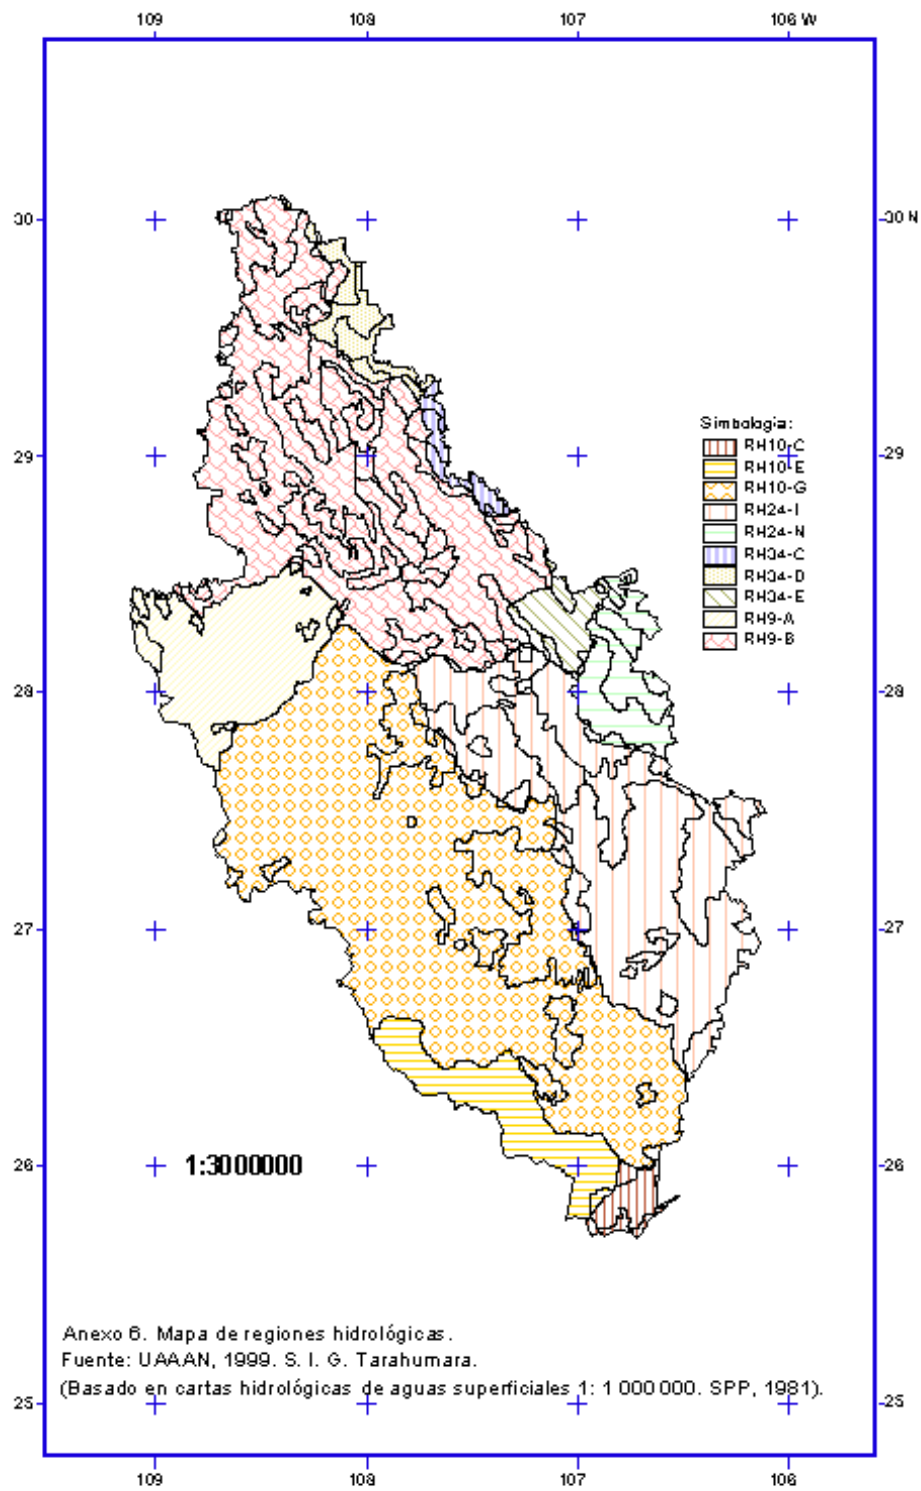 109 108 107 106 W
30 30 N
Simbologia:
RH10-C
RH10-E
RH10-G
RH24-I
RH24-N
RH34-C
RH34-D
RH34-E
RH9-A
RH9-B
29 29
28 28
27 27
26 1:3000000 26
Anexo 6. Mapa de regiones hidrológicas.
Fuente: UAAAN, 1999. S. I. G. Tarahumara.
(Basado en cartas hidrológicas de aguas superficiales 1: 1 000 000. SPP, 1981).
25 25
109 108 107 106